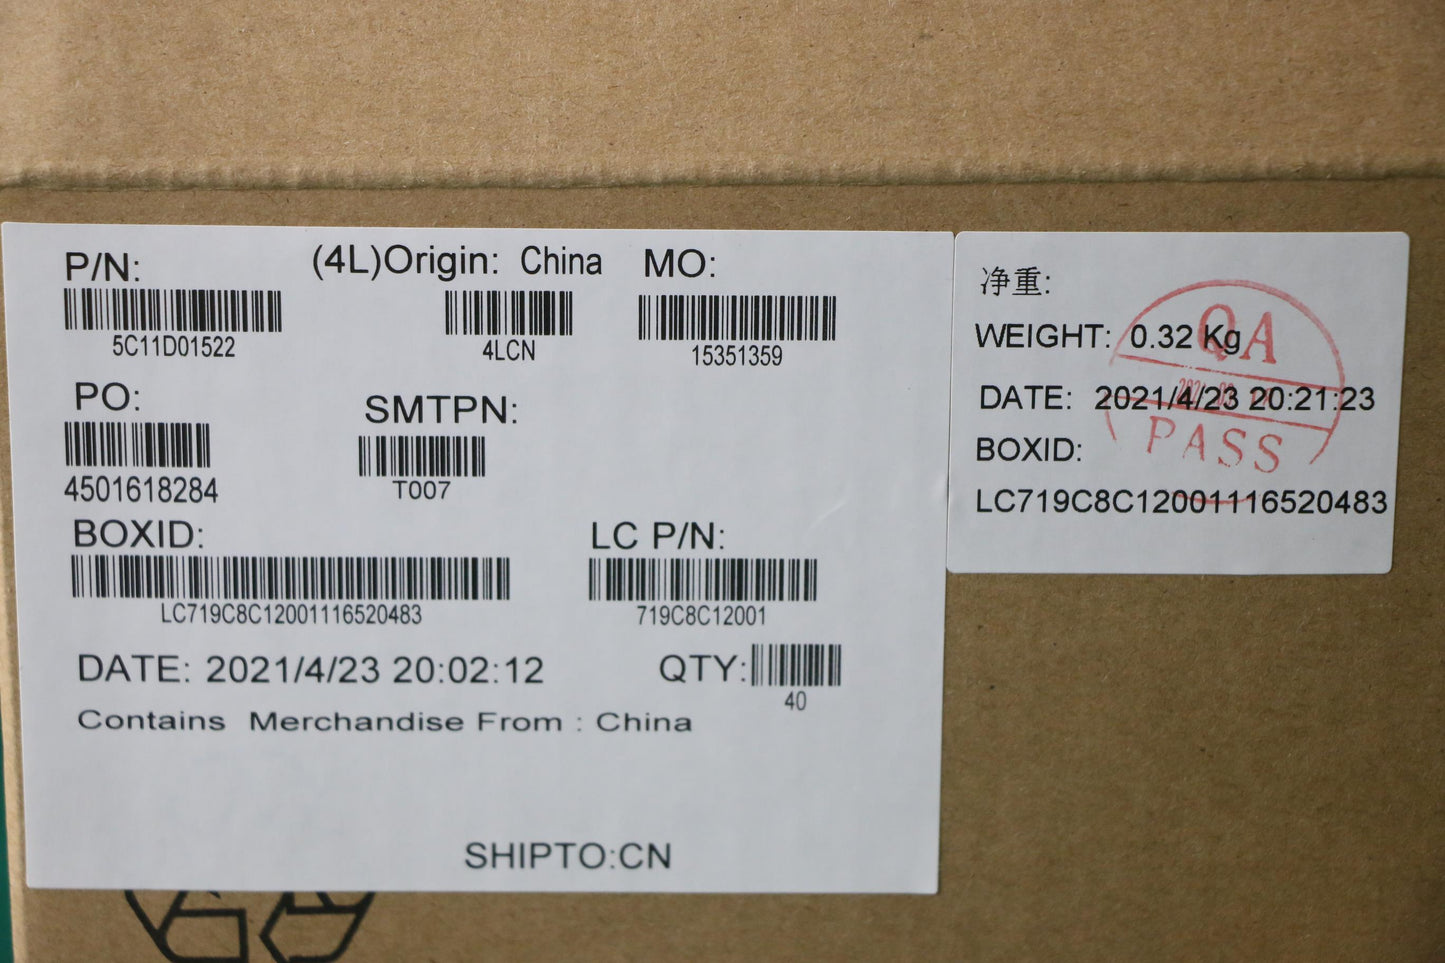 P/N:
5C11D01522
(4L)Origin: China
4LCN
MO:
15351359
PO:
4501618284
SMTPN:
T007
BOXID:
LC719C8C12001116520483
LC P/N:
719C8C12001
DATE: 2021/4/23 20:02:12
QTY:
40
Contains Merchandise From : China
SHIPTO:CN
净重:
WEIGHT: 0.32 Kg
DATE: 2021/4/23 20:21:23
BOXID:
LC719C8C12001116520483
QA
PASS